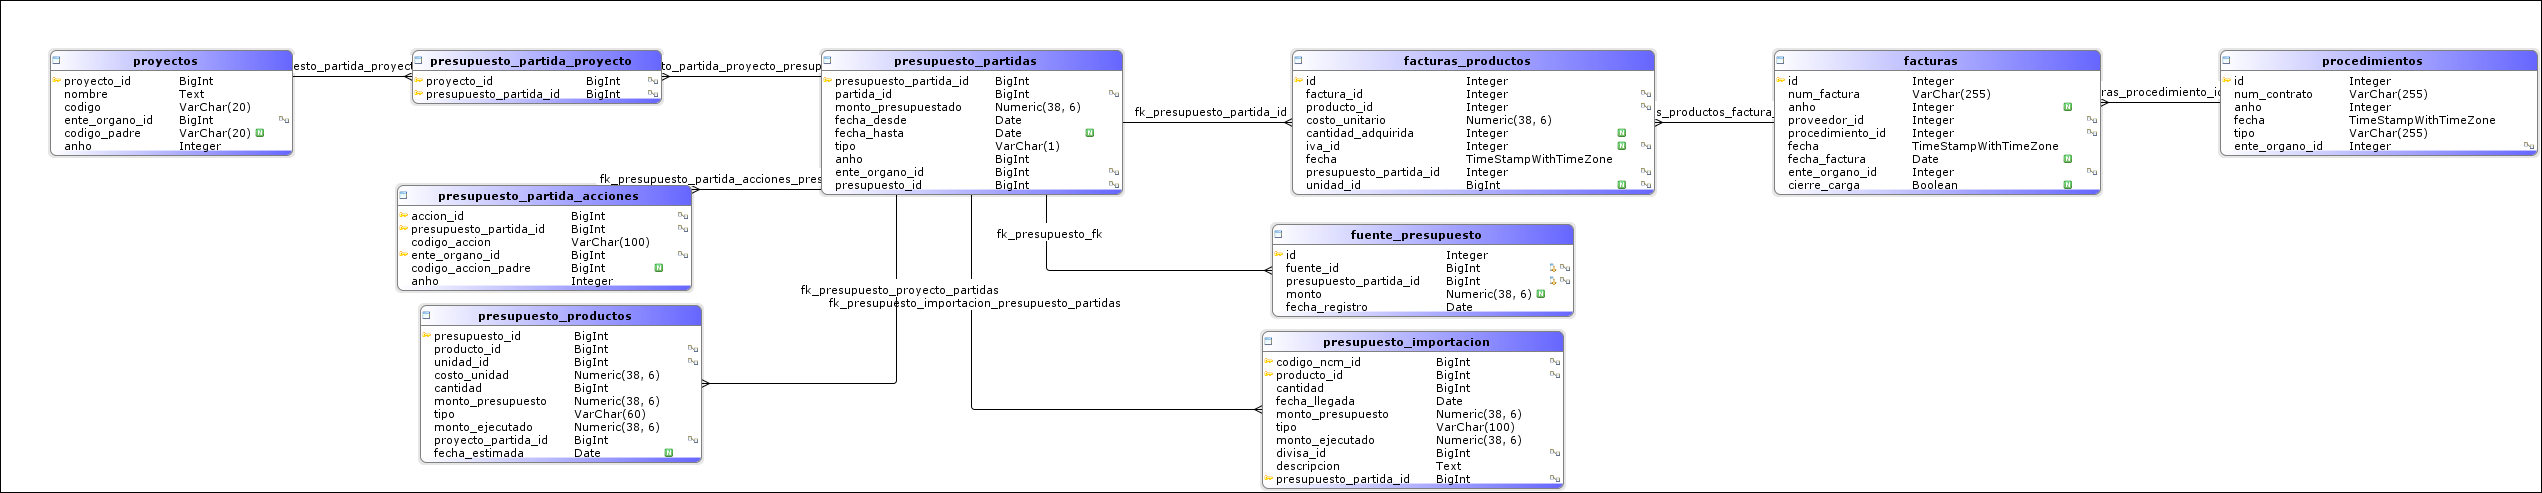 proyectos
proyecto_id BigInt
nombre Text
codigo VarChar(20)
ente_organo_id BigInt
codigo_padre VarChar(20) N
anho Integer
esto_partida_proyect
presupuesto_partida_proyecto
proyecto_id BigInt
presupuesto_partida_id BigInt
to_partida_proyecto_presup
presupuesto_partidas
presupuesto_partida_id BigInt
partida_id BigInt
monto_presupuestado Numeric(38, 6)
fecha_desde Date
fecha_hasta Date N
tipo VarChar(1)
anho BigInt
ente_organo_id BigInt
presupuesto_id BigInt
fk_presupuesto_partida_id
facturas_productos
id Integer
factura_id Integer
producto_id Integer
costo_unitario Numeric(38, 6)
cantidad_adquirida Integer N
iva_id Integer N
fecha TimeStampWithTimeZone
presupuesto_partida_id Integer
unidad_id BigInt N
s_productos_factura_
facturas
id Integer
num_factura VarChar(255)
anho Integer N
proveedor_id Integer
procedimiento_id Integer
fecha TimeStampWithTimeZone
fecha_factura Date N
ente_organo_id Integer
cierre_carga Boolean N
ras_procedimiento_id
procedimientos
id Integer
num_contrato VarChar(255)
anho Integer
fecha TimeStampWithTimeZone
tipo VarChar(255)
ente_organo_id Integer
fk_presupuesto_partida_acciones_pres
presupuesto_partida_acciones
accion_id BigInt
presupuesto_partida_id BigInt
codigo_accion VarChar(100)
ente_organo_id BigInt
codigo_accion_padre BigInt N
anho Integer
fk_presupuesto_fk
fuente_presupuesto
id Integer
fuente_id BigInt
presupuesto_partida_id BigInt
monto Numeric(38, 6) N
fecha_registro Date
fk_presupuesto_proyecto_partidas
fk_presupuesto_importacion_presupuesto_partidas
presupuesto_productos
presupuesto_id BigInt
producto_id BigInt
unidad_id BigInt
costo_unidad Numeric(38, 6)
cantidad BigInt
monto_presupuesto Numeric(38, 6)
tipo VarChar(60)
monto_ejecutado Numeric(38, 6)
proyecto_partida_id BigInt
fecha_estimada Date N
presupuesto_importacion
codigo_ncm_id BigInt
producto_id BigInt
cantidad BigInt
fecha_llegada Date
monto_presupuesto Numeric(38, 6)
tipo VarChar(100)
monto_ejecutado Numeric(38, 6)
divisa_id BigInt
descripcion Text
presupuesto_partida_id BigInt